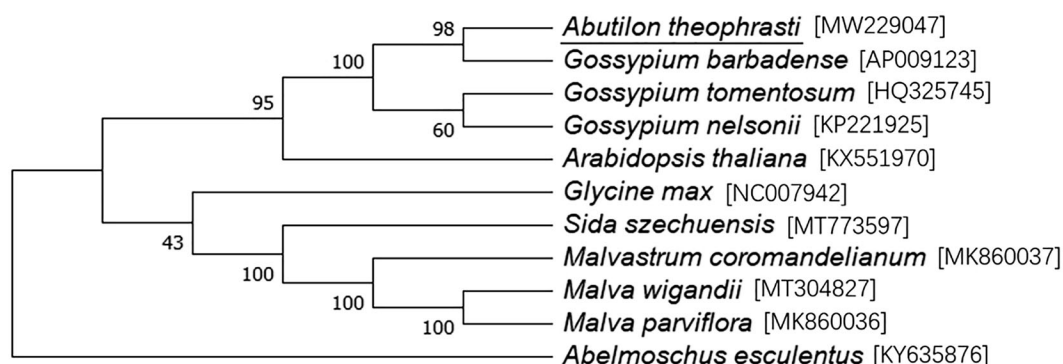 98 Abutilon theophrasti [MW229047]
100 Gossypium barbadense [AP009123]
95 Gossypium tomentosum [HQ325745]
60 Gossypium nelsonii [KP221925]
Arabidopsis thaliana [KX551970]
Glycine max [NC007942]
43 Sida szechuensis [MT773597]
100 Malvastrum coromandelianum [MK860037]
100 Malva wigandii [MT304827]
100 Malva parviflora [MK860036]
Abelmoschus esculentus [KY635876]